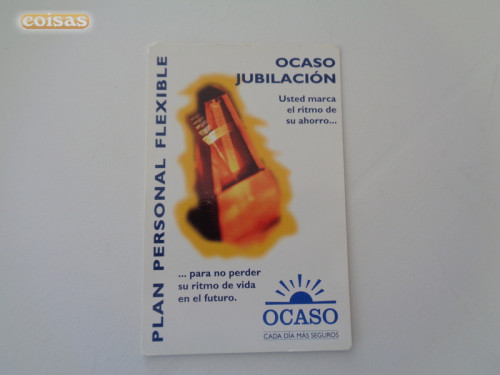 coisas
PLAN PERSONAL FLEXIBLE
OCASO
JUBILACIÓN
Usted marca
el ritmo de
su ahorro...
... para no perder
su ritmo de vida
en el futuro.
OCASO
CADA DÍA MÁS SEGUROS